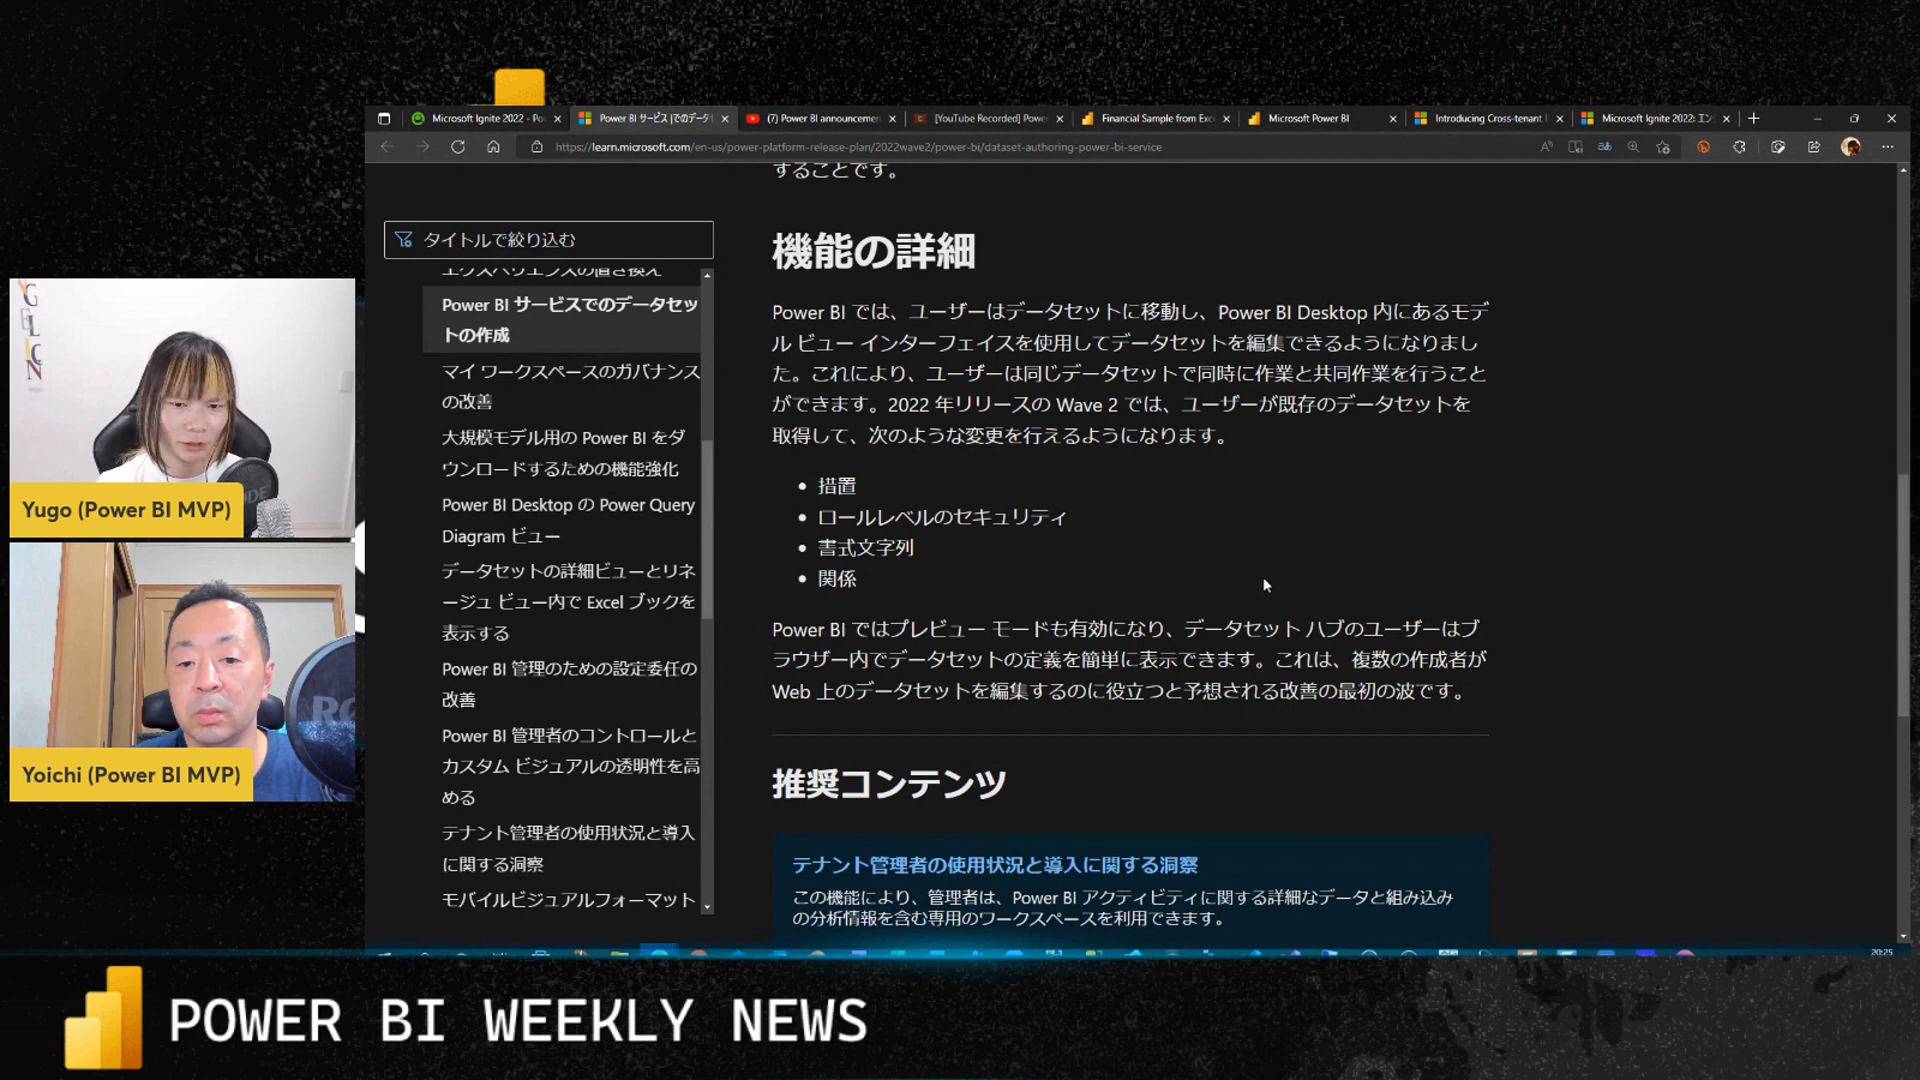 Microsoft Ignite 2022 - Po
Power BI サービス |でのデータセ
(7) Power BI announcemen
[YouTube Recorded] Power
Financial Sample from Exc
Microsoft Power BI
Introducing Cross-tenant
Microsoft Ignite 2022: エン
https://learn.microsoft.com/en-us/power-platform-release-plan/2022wave2/power-bi/dataset-authoring-power-bi-service
することです。
タイトルで絞り込む
エクスペリエンスの置き換え
Power BI サービスでのデータセッ
トの作成
マイ ワークスペースのガバナンス
の改善
大規模モデル用の Power BI をダ
ウンロードするための機能強化
Power BI Desktop の Power Query
Diagram ビュー
データセットの詳細ビューとリネ
ージュ ビュー内で Excel ブックを
表示する
Power BI 管理のための設定委任の
改善
Power BI 管理者のコントロールと
カスタム ビジュアルの透明性を高
める
テナント管理者の使用状況と導入
に関する洞察
モバイルビジュアルフォーマット
機能の詳細
Power BI では、ユーザーはデータセットに移動し、Power BI Desktop 内にあるモデ
ル ビュー インターフェイスを使用してデータセットを編集できるようになりまし
た。これにより、ユーザーは同じデータセットで同時に作業と共同作業を行うこと
ができます。2022 年リリースの Wave 2 では、ユーザーが既存のデータセットを
取得して、次のような変更を行えるようになります。
• 措置
• ロールレベルのセキュリティ
• 書式文字列
• 関係
Power BI ではプレビュー モードも有効になり、データセット ハブのユーザーはブ
ラウザー内でデータセットの定義を簡単に表示できます。これは、複数の作成者が
Web 上のデータセットを編集するのに役立つと予想される改善の最初の波です。
推奨コンテンツ
テナント管理者の使用状況と導入に関する洞察
この機能により、管理者は、Power BI アクティビティに関する詳細なデータと組み込み
の分析情報を含む専用のワークスペースを利用できます。
20:25
Yugo (Power BI MVP)
Yoichi (Power BI MVP)
POWER BI WEEKLY NEWS